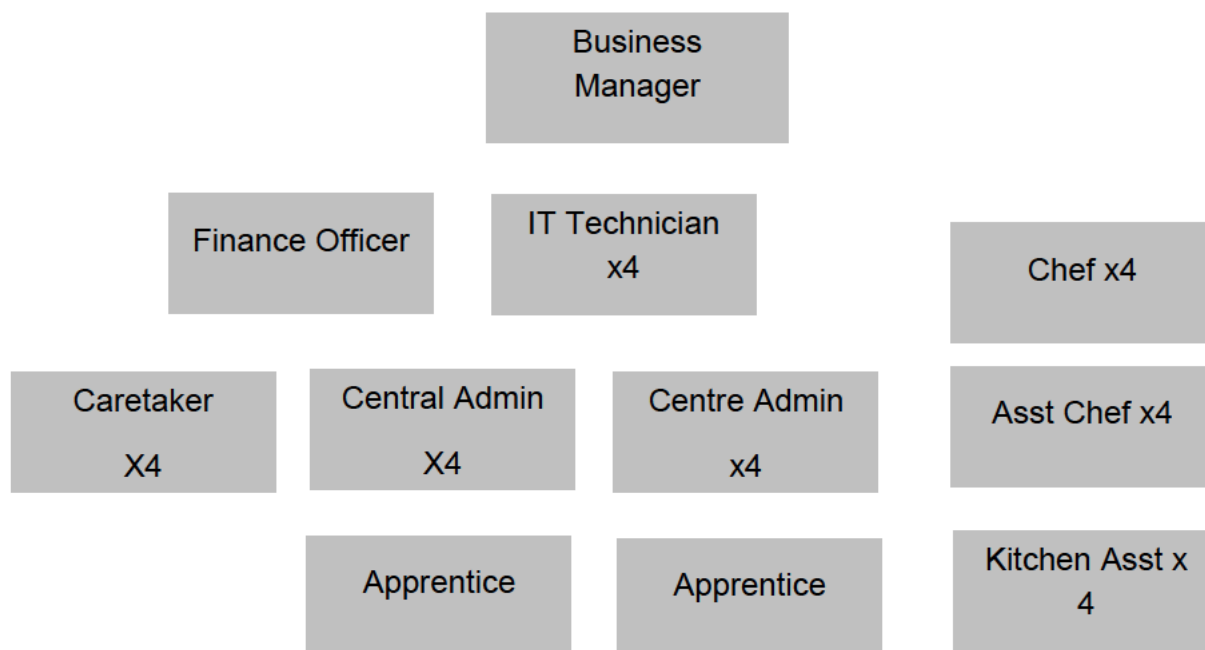 Business
Manager
Finance Officer
IT Technician
x4
Chef x4
Caretaker
X4
Central Admin
X4
Centre Admin
x4
Asst Chef x4
Apprentice
Apprentice
Kitchen Asst x
4